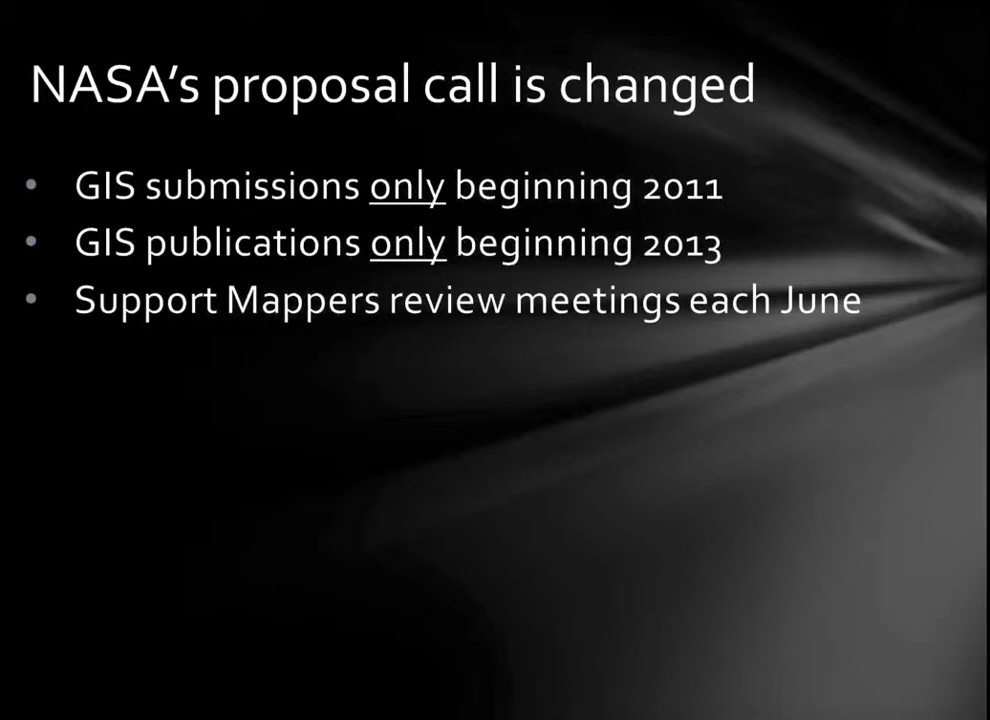 NASA’s proposal call is changed
• GIS submissions only beginning 2011
• GIS publications only beginning 2013
• Support Mappers review meetings each June